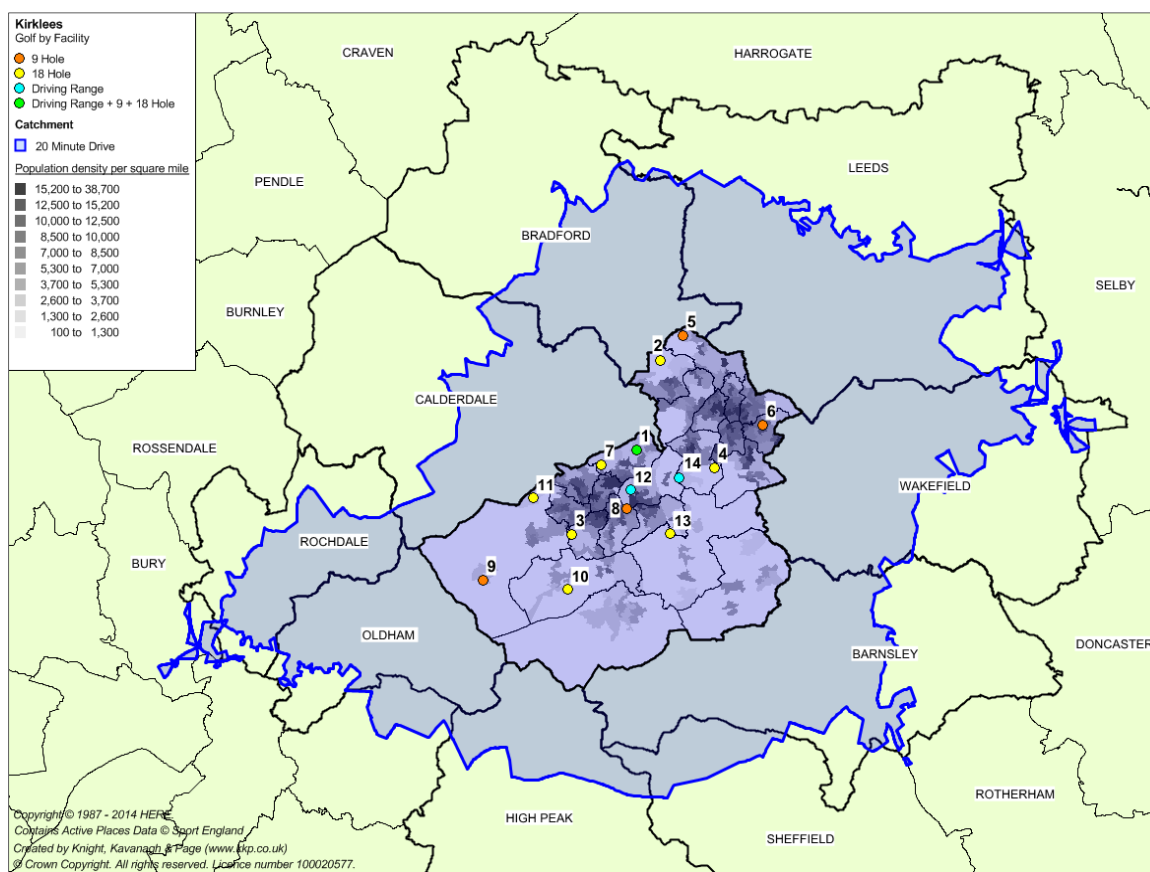 Kirklees
Golf by Facility
9 Hole
18 Hole
Driving Range
Driving Range + 9 + 18 Hole
Catchment
20 Minute Drive
Population density per square mile
15,200 to 38,700
12,500 to 15,200
10,000 to 12,500
8,500 to 10,000
7,000 to 8,500
5,300 to 7,000
3,700 to 5,300
2,600 to 3,700
1,300 to 2,600
100 to 1,300
CRAVEN
HARROGATE
PENDLE
LEEDS
BRADFORD
SELBY
BURNLEY
5
2
CALDERDALE
6
ROSSENDALE
1
7
4
14
12
11
WAKEFIELD
8
3
13
ROCHDALE
BURY
9
10
OLDHAM
DONCASTER
BARNSLEY
ROTHERHAM
HIGH PEAK
SHEFFIELD
Copyright © 1987 - 2014 HERE.
Contains Active Places Data © Sport England
Created by Knight, Kavanagh & Page (www.kkp.co.uk)
© Crown Copyright. All rights reserved. Licence number 100020577.